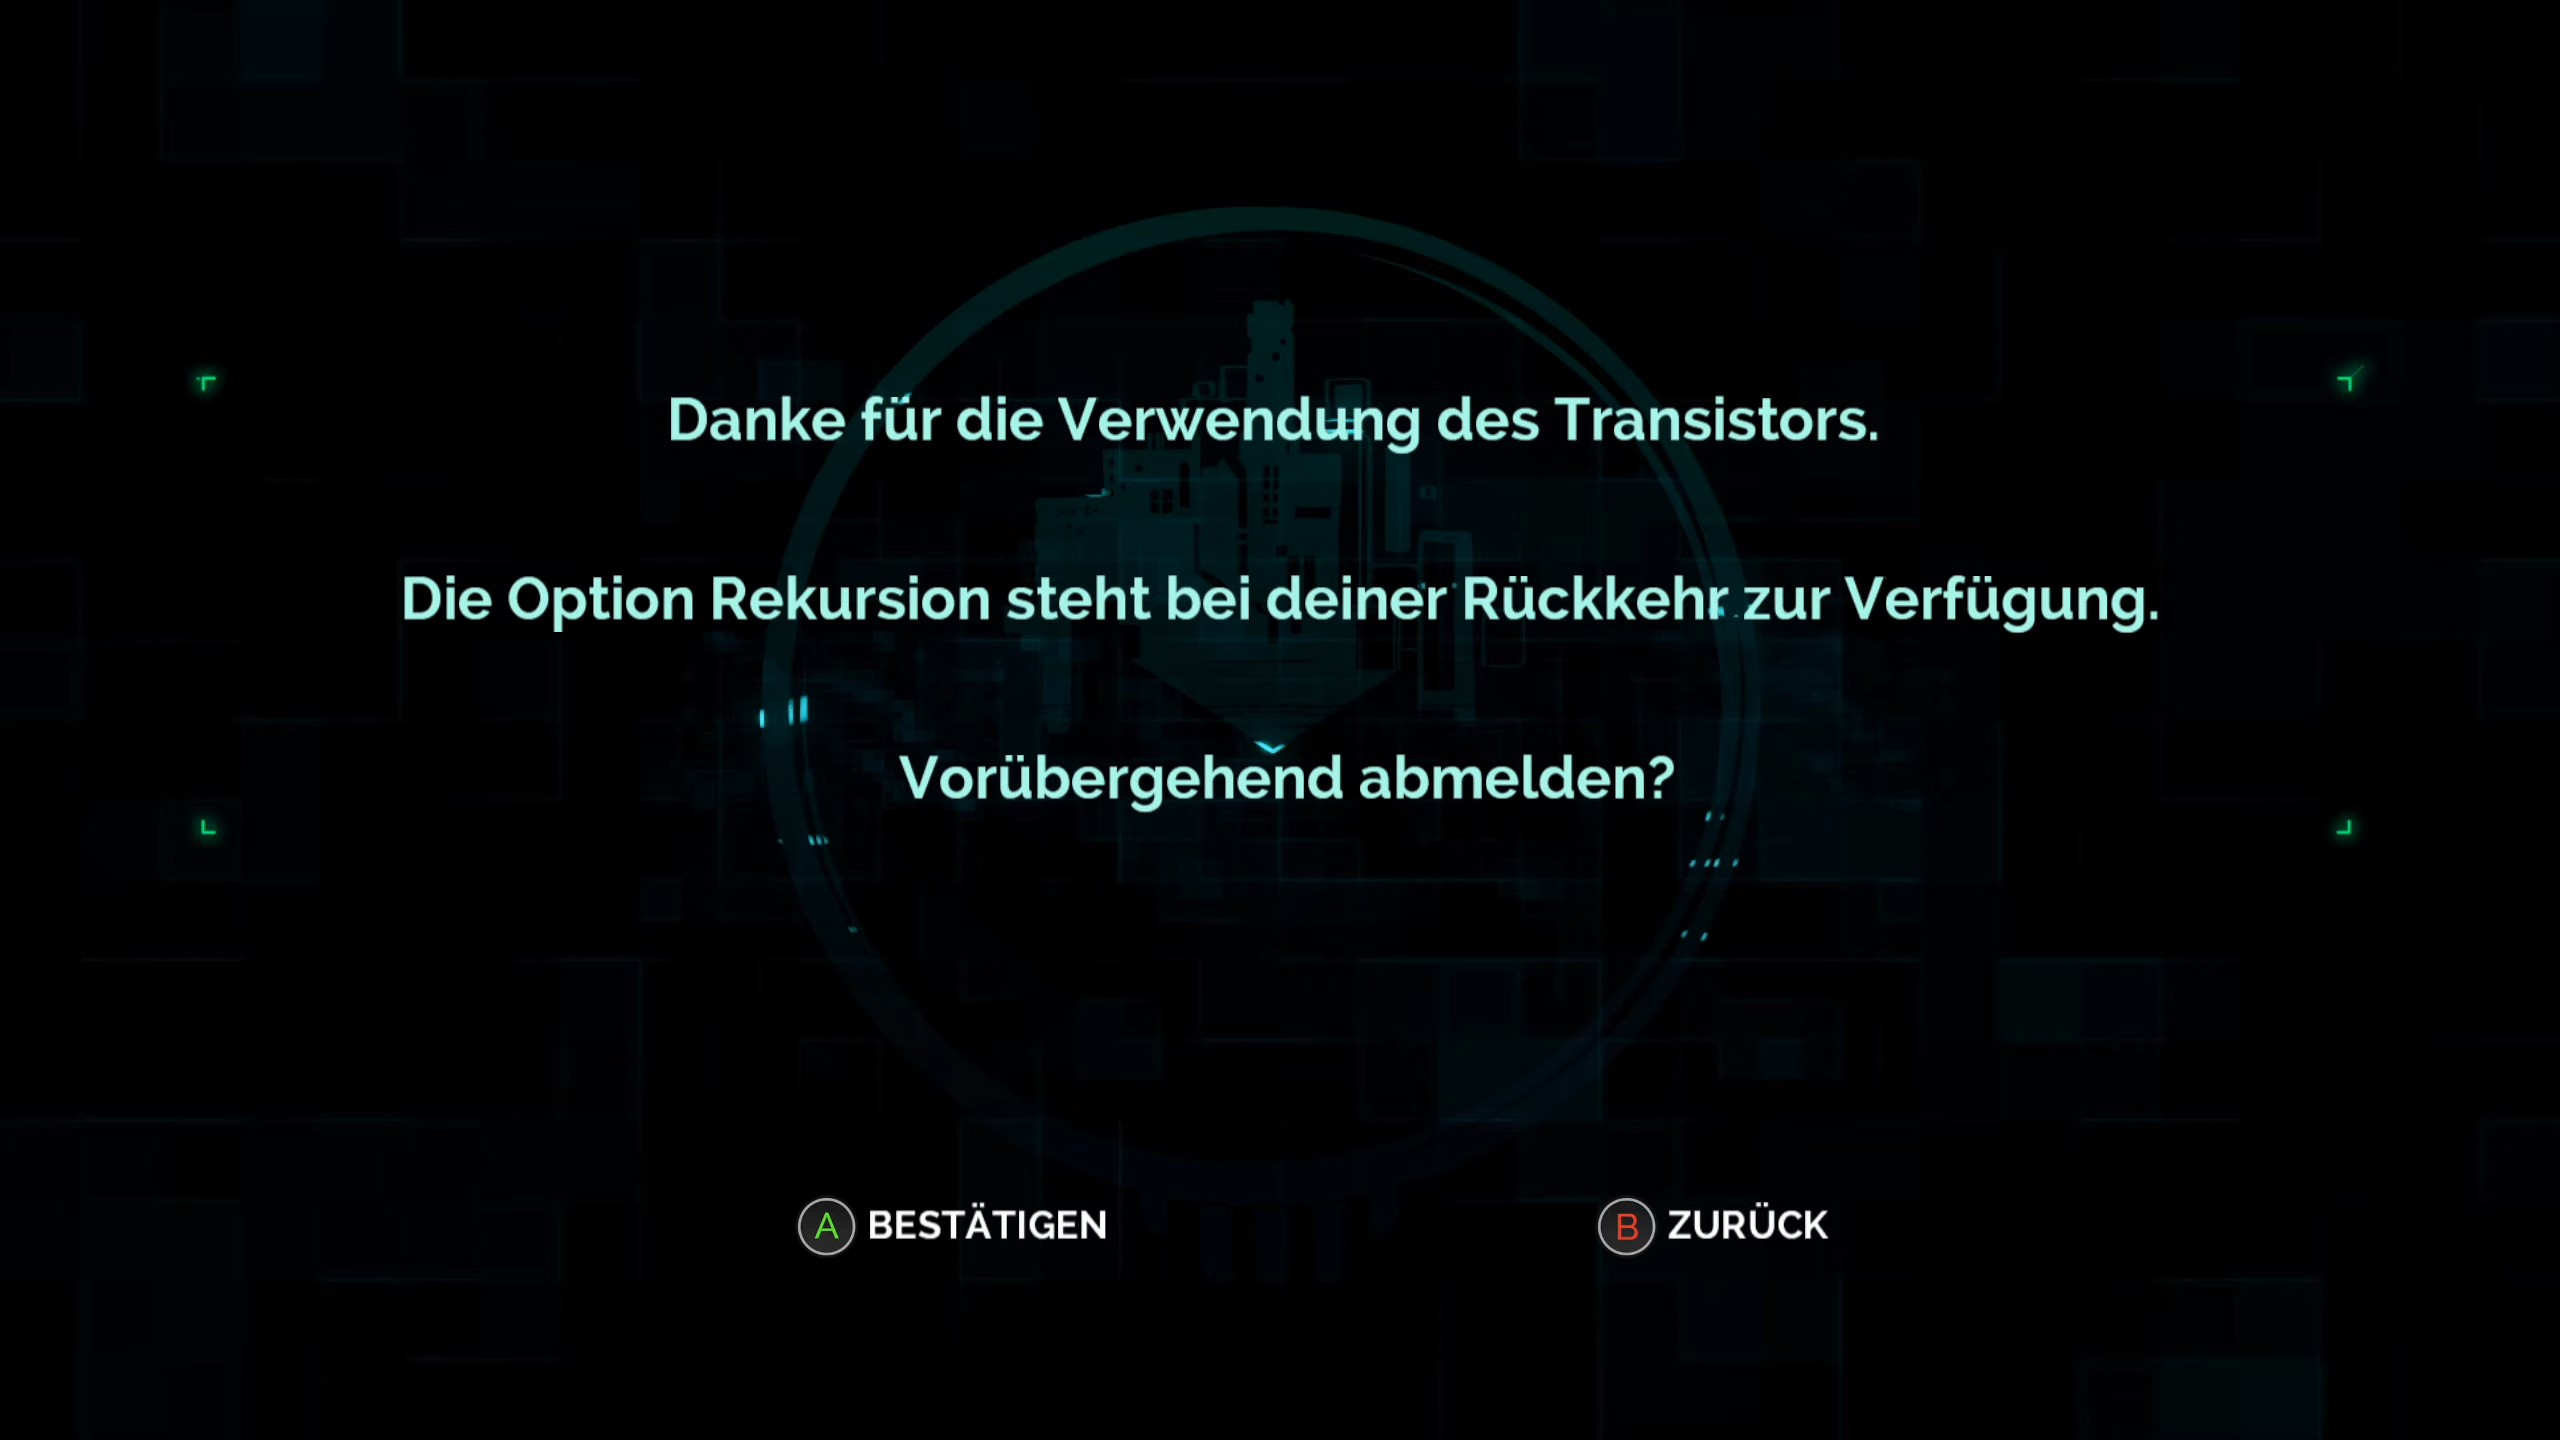 Danke für die Verwendung des Transistors.
Die Option Rekursion steht bei deiner Rückkehr zur Verfügung.
Vorübergehend abmelden?
A BESTÄTIGEN
B ZURÜCK